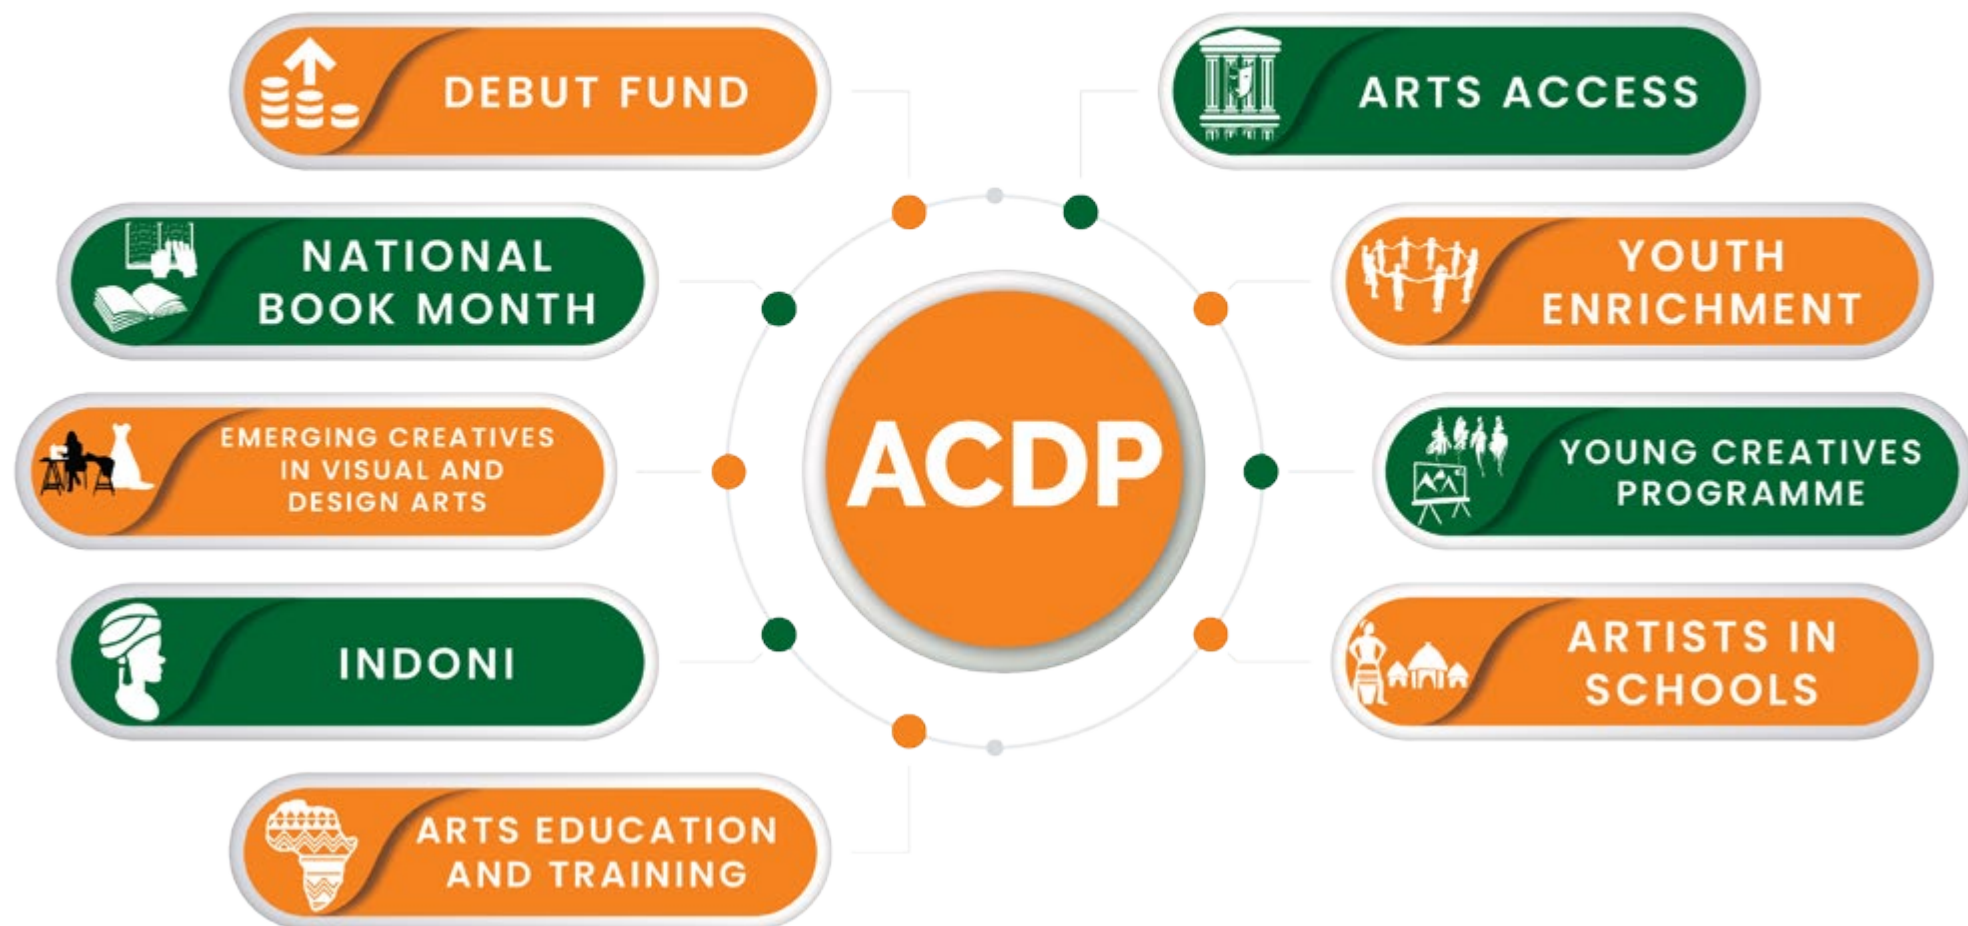 DEBUT FUND
NATIONAL
BOOK MONTH
EMERGING CREATIVES
IN VISUAL AND
DESIGN ARTS
INDONI
ARTS EDUCATION
AND TRAINING
ACDP
ARTS ACCESS
YOUTH
ENRICHMENT
YOUNG CREATIVES
PROGRAMME
ARTISTS IN
SCHOOLS